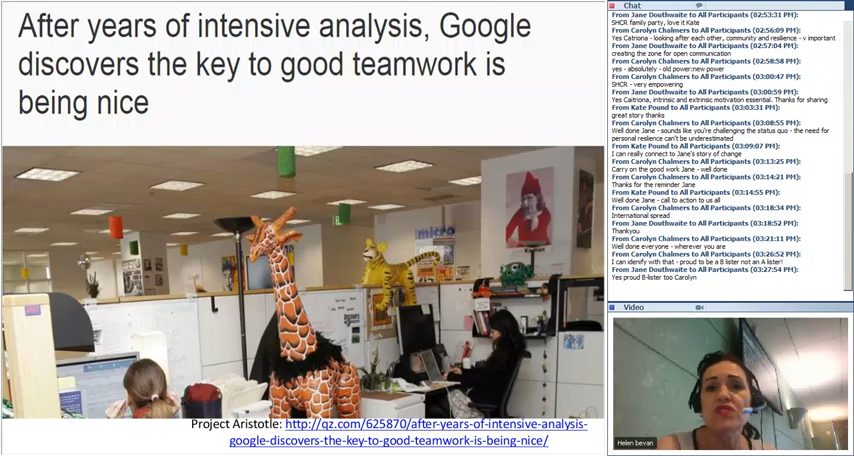 After years of intensive analysis, Google
discovers the key to good teamwork is
being nice
micro
Project Aristotle: http://qz.com/625870/after-years-of-intensive-analysis-
google-discovers-the-key-to-good-teamwork-is-being-nice/
Chat
From Jane Douthwaite to All Participants (02:53:31 PM):
SHCR family party, love it Kate
From Carolyn Chalmers to All Participants (02:56:09 PM):
Yes Catriona - looking after each other, community and resilience - v important
From Jane Douthwaite to All Participants (02:57:04 PM):
creating the zone for open communication
From Carolyn Chalmers to All Participants (02:58:58 PM):
yes - absolutely - old power:new power
From Carolyn Chalmers to All Participants (03:00:47 PM):
SHCR - very empowering
From Jane Douthwaite to All Participants (03:00:59 PM):
Yes Caitriona, intrinsic and extrinsic motivation essential. Thanks for sharing
From Kate Pound to All Participants (03:03:31 PM):
great story thanks
From Carolyn Chalmers to All Participants (03:08:55 PM):
Well done Jane - sounds like you're challenging the status quo - the need for
personal reslience can't be underestimated
From Kate Pound to All Participants (03:09:07 PM):
I can really connect to Jane's story of change
From Carolyn Chalmers to All Participants (03:13:25 PM):
Carry on the good work Jane - well done
From Carolyn Chalmers to All Participants (03:14:21 PM):
Thanks for the reminder Jane
From Kate Pound to All Participants (03:14:55 PM):
Well done Jane - call to action to us all
From Carolyn Chalmers to All Participants (03:18:34 PM):
International spread
From Jane Douthwaite to All Participants (03:18:52 PM):
Thankyou
From Carolyn Chalmers to All Participants (03:21:11 PM):
Well done everyone - wherever you are
From Carolyn Chalmers to All Participants (03:26:52 PM):
I can idenify with that - proud to be a B lister not an A lister!
From Jane Douthwaite to All Participants (03:27:54 PM):
Yes proud B-lister too Carolyn
Video
Helen bevan